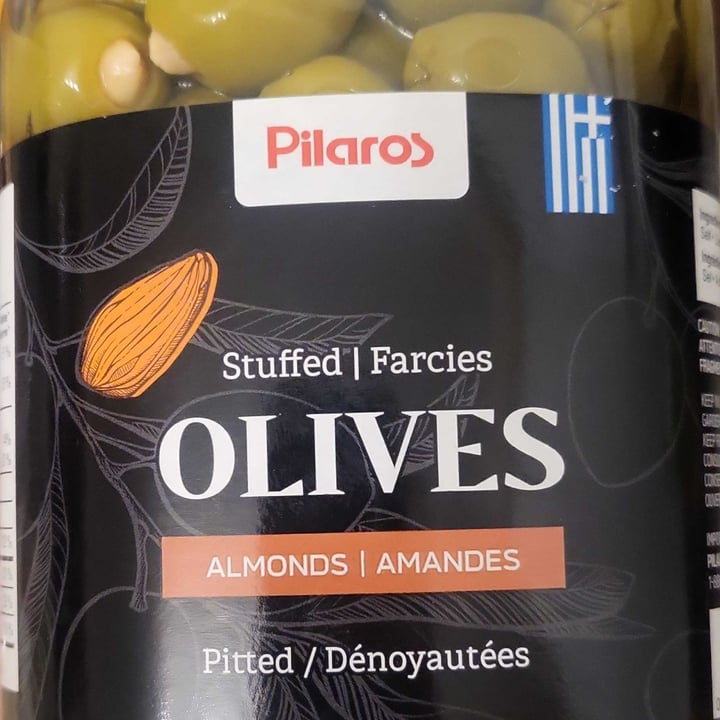 Pilaros
Stuffed | Farcies
OLIVES
ALMONDS | AMANDES
Pitted / Dénoyautées